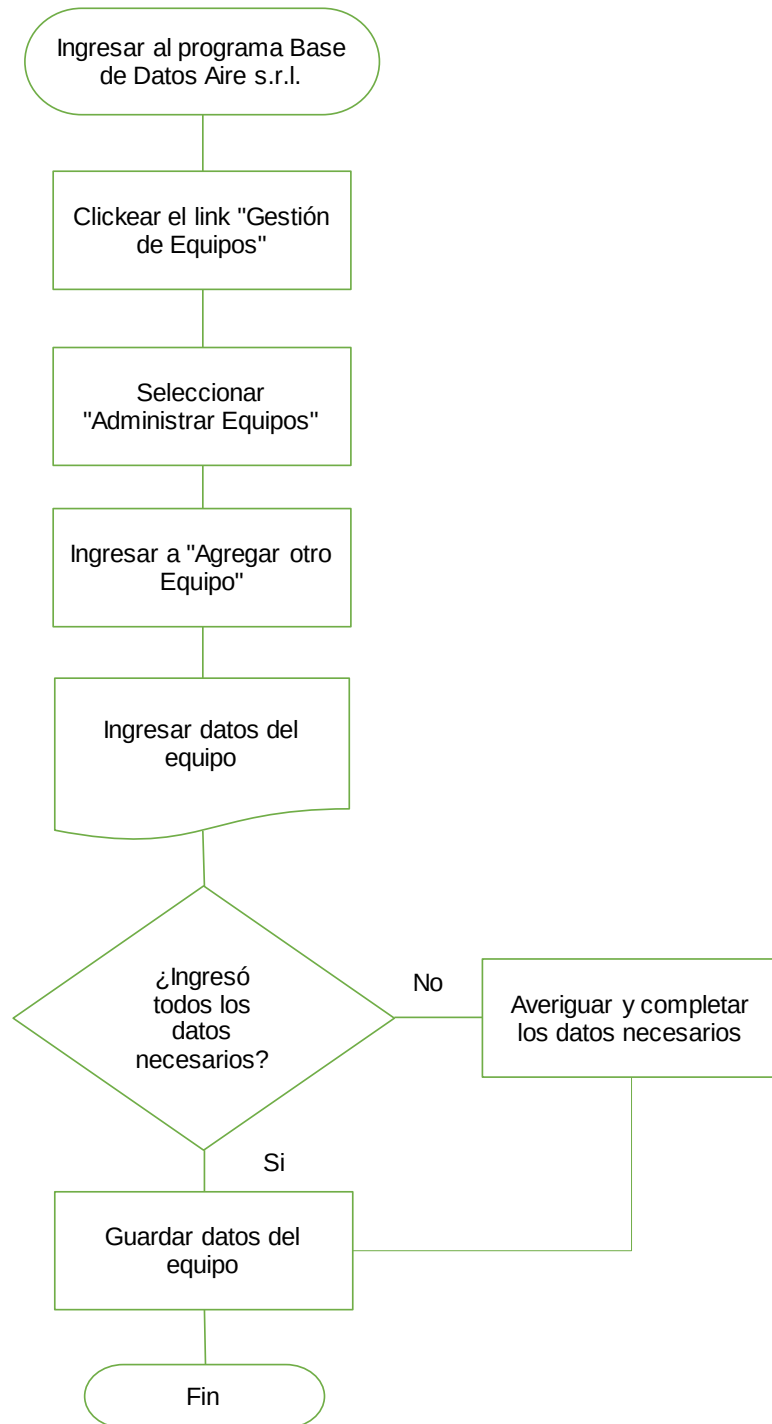 Ingresar al programa Base
de Datos Aire s.r.l.
Clickear el link "Gestión
de Equipos"
Seleccionar
"Administrar Equipos"
Ingresar a "Agregar otro
Equipo"
Ingresar datos del
equipo
¿Ingresó
todos los
datos
necesarios?
No
Averiguar y completar
los datos necesarios
Si
Guardar datos del
equipo
Fin